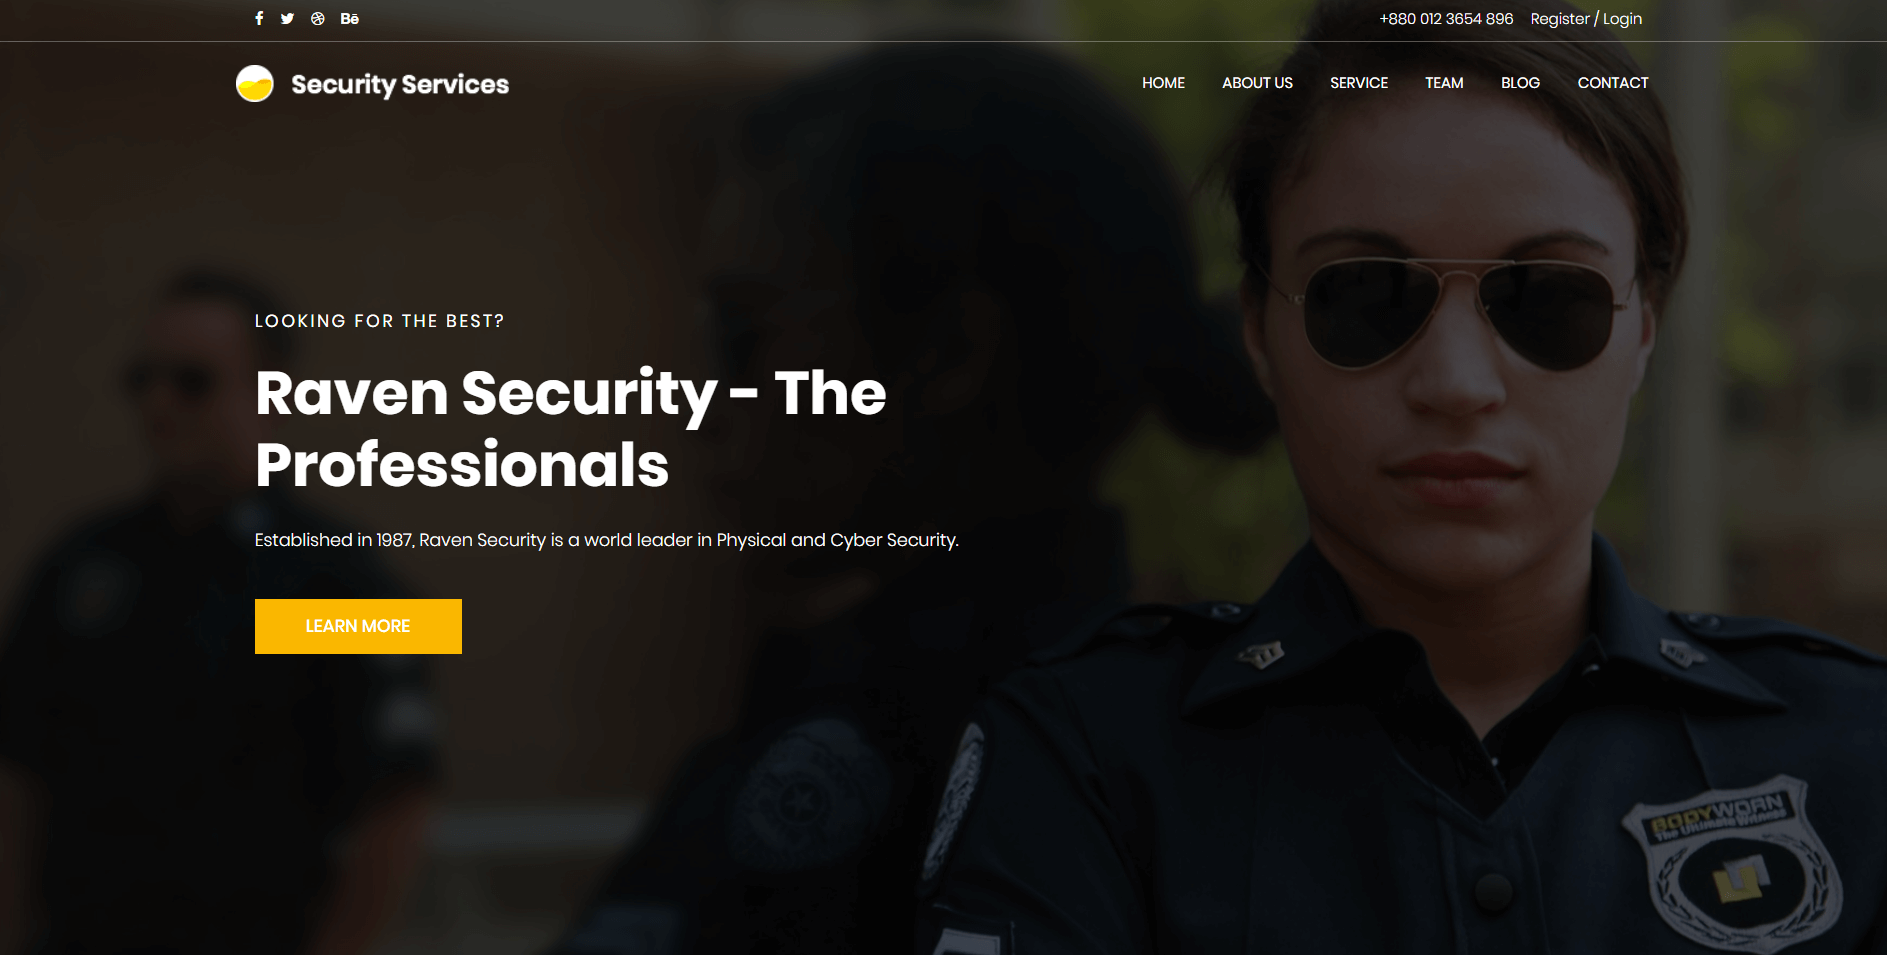 Bē
+880 012 3654 896 Register / Login
Security Services
HOME ABOUT US SERVICE TEAM BLOG CONTACT
LOOKING FOR THE BEST?
Raven Security - The
Professionals
Established in 1987, Raven Security is a world leader in Physical and Cyber Security.
LEARN MORE
BODYWORN
The Ultimate Witness